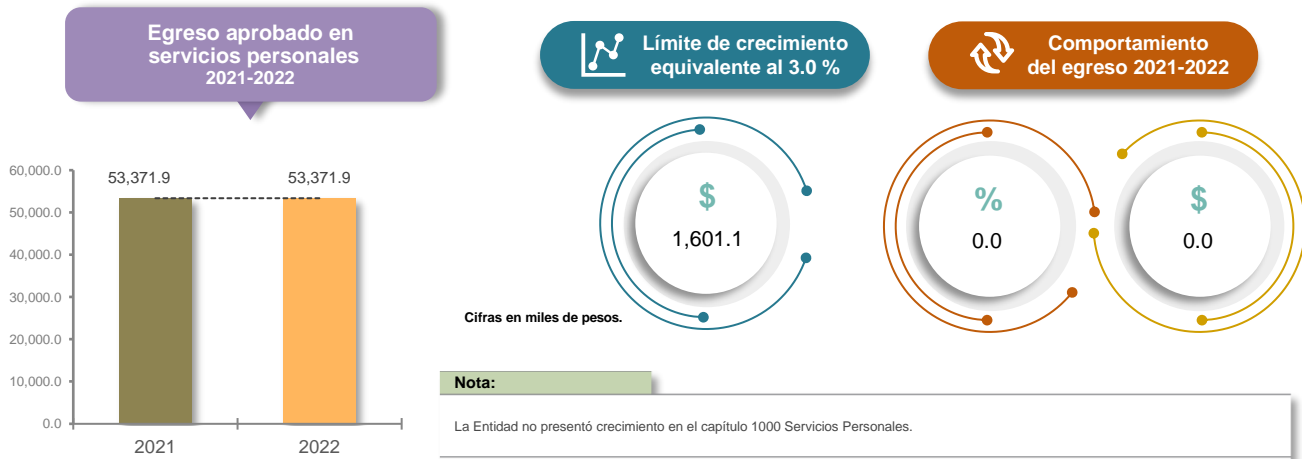 Egreso aprobado en
servicios personales
2021-2022
Límite de crecimiento
equivalente al 3.0 %
Comportamiento
del egreso 2021-2022
60,000.0
50,000.0
40,000.0
30,000.0
20,000.0
10,000.0
0.0
53,371.9
53,371.9
2021
2022
$
1,601.1
%
0.0
$
0.0
Cifras en miles de pesos.
Nota:
La Entidad no presentó crecimiento en el capítulo 1000 Servicios Personales.